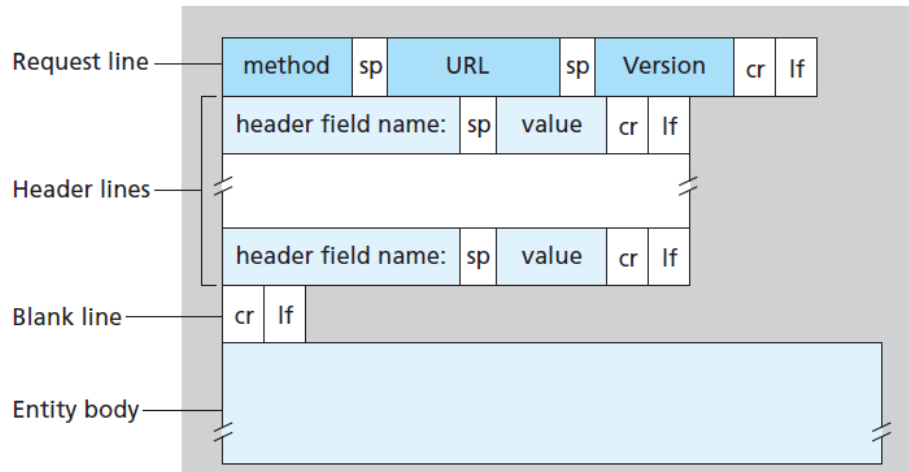 Request line
method sp URL sp Version cr lf
header field name: sp value cr lf
Header lines
header field name: sp value cr lf
Blank line
cr lf
Entity body